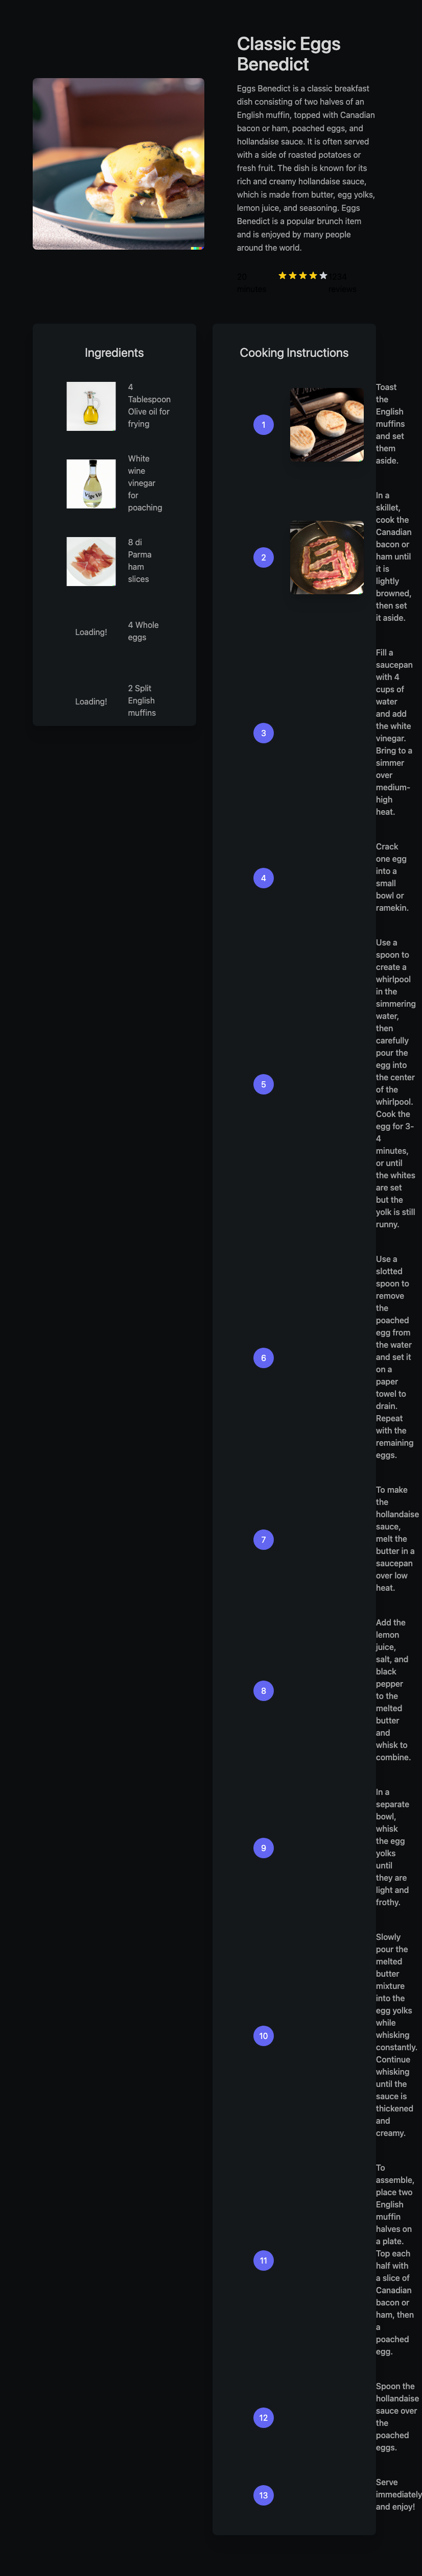 Classic Eggs
Benedict
Eggs Benedict is a classic breakfast
dish consisting of two halves of an
English muffin, topped with Canadian
bacon or ham, poached eggs, and
hollandaise sauce. It is often served
with a side of roasted potatoes or
fresh fruit. The dish is known for its
rich and creamy hollandaise sauce,
which is made from butter, egg yolks,
lemon juice, and seasoning. Eggs
Benedict is a popular brunch item
and is enjoyed by many people
around the world.
Ingredients
4
Tablespoon
Olive oil for
frying
White
wine
vinegar
for
poaching
8 di
Parma
ham
slices
Loading!
4 Whole
eggs
Loading!
2 Split
English
muffins
Cooking Instructions
1
Toast
the
English
muffins
and set
them
aside.
2
In a
skillet,
cook the
Canadian
bacon or
ham until
it is
lightly
browned,
then set
it aside.
3
Fill a
saucepan
with 4
cups of
water
and add
the white
vinegar.
Bring to a
simmer
over
medium-
high
heat.
4
Crack
one egg
into a
small
bowl or
ramekin.
5
Use a
spoon to
create a
whirlpool
in the
simmering
water,
then
carefully
pour the
egg into
the center
of the
whirlpool.
Cook the
egg for 3-
4
minutes,
or until
the whites
are set
but the
yolk is still
runny.
6
Use a
slotted
spoon to
remove
the
poached
egg from
the water
and set it
on a
paper
towel to
drain.
Repeat
with the
remaining
eggs.
7
To make
the
hollandaise
sauce,
melt the
butter in a
saucepan
over low
heat.
8
Add the
lemon
juice,
salt, and
black
pepper
to the
melted
butter
and
whisk to
combine.
9
In a
separate
bowl,
whisk
the egg
yolks
until
they are
light and
frothy.
10
Slowly
pour the
melted
butter
mixture
into the
egg yolks
while
whisking
constantly.
Continue
whisking
until the
sauce is
thickened
and
creamy.
11
To
assemble,
place two
English
muffin
halves on
a plate.
Top each
half with
a slice of
Canadian
bacon or
ham, then
a
poached
egg.
12
Spoon the
hollandaise
sauce over
the
poached
eggs.
13
Serve
immediately
and enjoy!